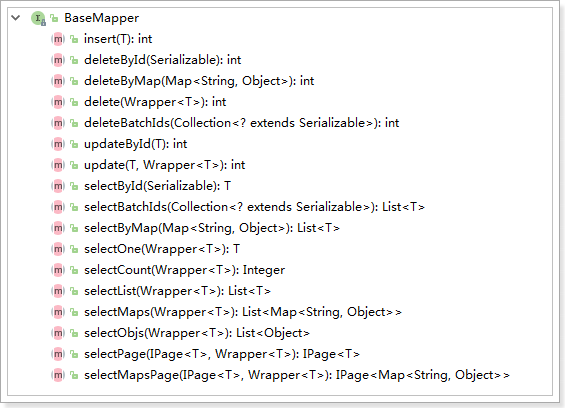 BaseMapper
insert(T): int
deleteById(Serializable): int
deleteByMap(Map<String, Object>): int
delete(Wrapper<T>): int
deleteBatchIds(Collection<? extends Serializable>): int
updateById(T): int
update(T, Wrapper<T>): int
selectById(Serializable): T
selectBatchIds(Collection<? extends Serializable>): List<T>
selectByMap(Map<String, Object>): List<T>
selectOne(Wrapper<T>): T
selectCount(Wrapper<T>): Integer
selectList(Wrapper<T>): List<T>
selectMaps(Wrapper<T>): List<Map<String, Object>>
selectObjs(Wrapper<T>): List<Object>
selectPage(IPage<T>, Wrapper<T>): IPage<T>
selectMapsPage(IPage<T>, Wrapper<T>): IPage<Map<String, Object>>